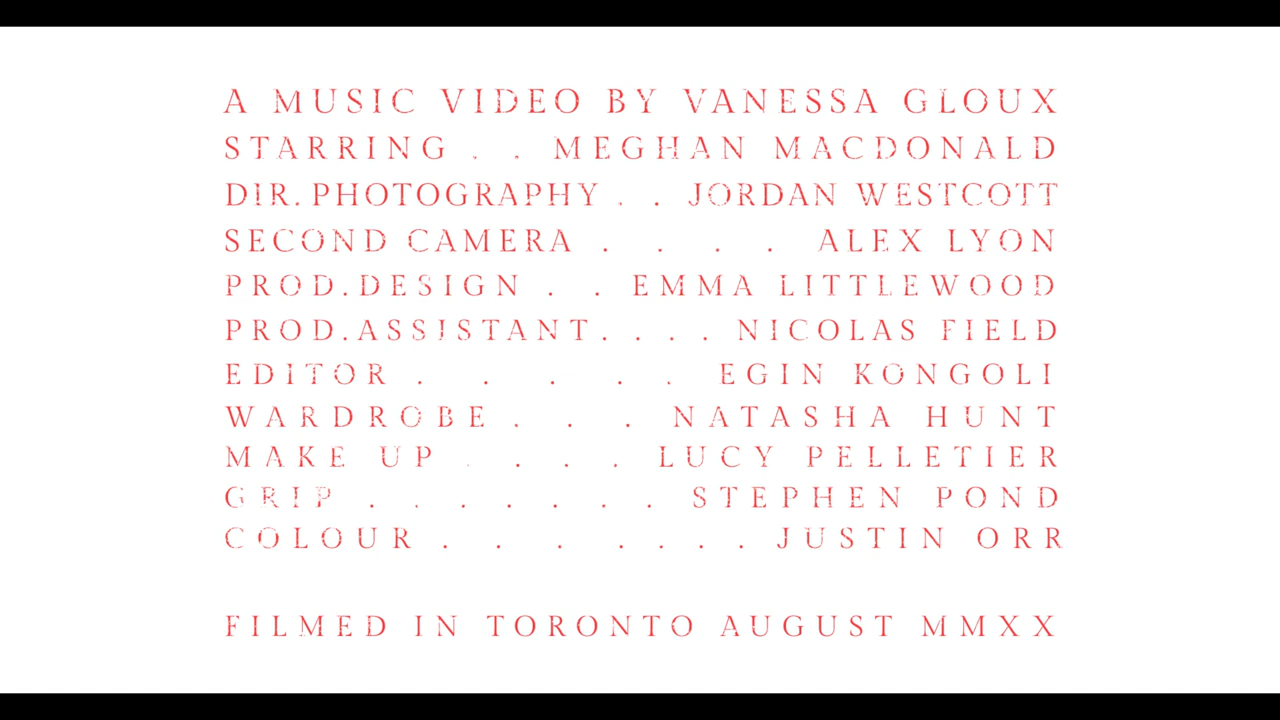 A MUSIC VIDEO BY VANESSA GLOUX
STARRING . . MEGHAN MACDONALD
DIR.PHOTOGRAPHY . . JORDAN WESTCOTT
SECOND CAMERA . . . . ALEX LYON
PROD.DESIGN . . EMMA LITTLEWOOD
PROD.ASSISTANT. . . . NICOLAS FIELD
EDITOR . . . . . EGIN KONGOLI
WARDROBE . . . NATASHA HUNT
MAKE UP . . . . LUCY PELLETIER
GRIP . . . . . . . STEPHEN POND
COLOUR . . . . . . . JUSTIN ORR
FILMED IN TORONTO AUGUST MMXX